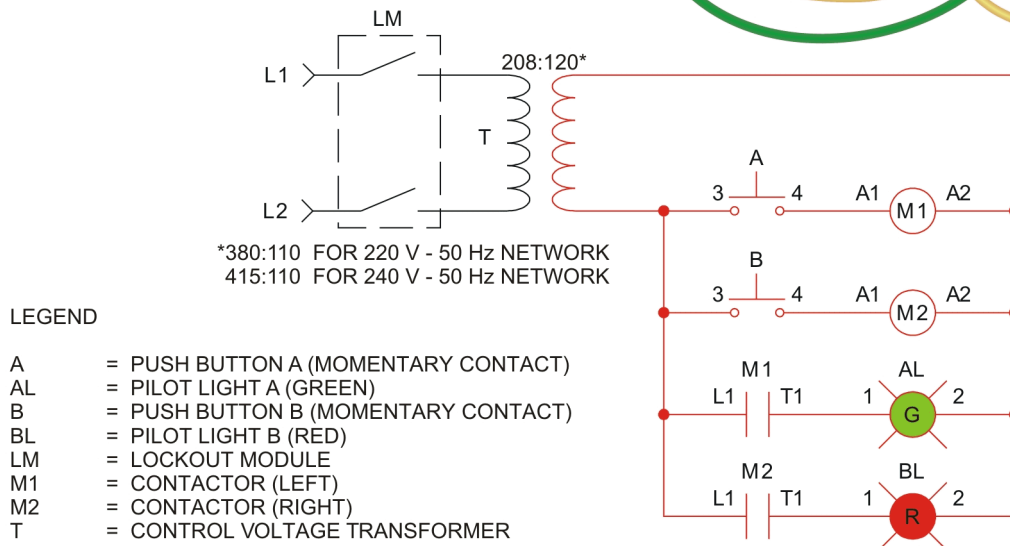 LM
L1
208:120*
T
L2
*380:110 FOR 220 V - 50 Hz NETWORK
415:110 FOR 240 V - 50 Hz NETWORK
A
3 4 A1 M1 A2
B
3 4 A1 M2 A2
M1 AL
L1 T1 1 G 2
M2 BL
L1 T1 1 R 2
LEGEND
A = PUSH BUTTON A (MOMENTARY CONTACT)
AL = PILOT LIGHT A (GREEN)
B = PUSH BUTTON B (MOMENTARY CONTACT)
BL = PILOT LIGHT B (RED)
LM = LOCKOUT MODULE
M1 = CONTACTOR (LEFT)
M2 = CONTACTOR (RIGHT)
T = CONTROL VOLTAGE TRANSFORMER